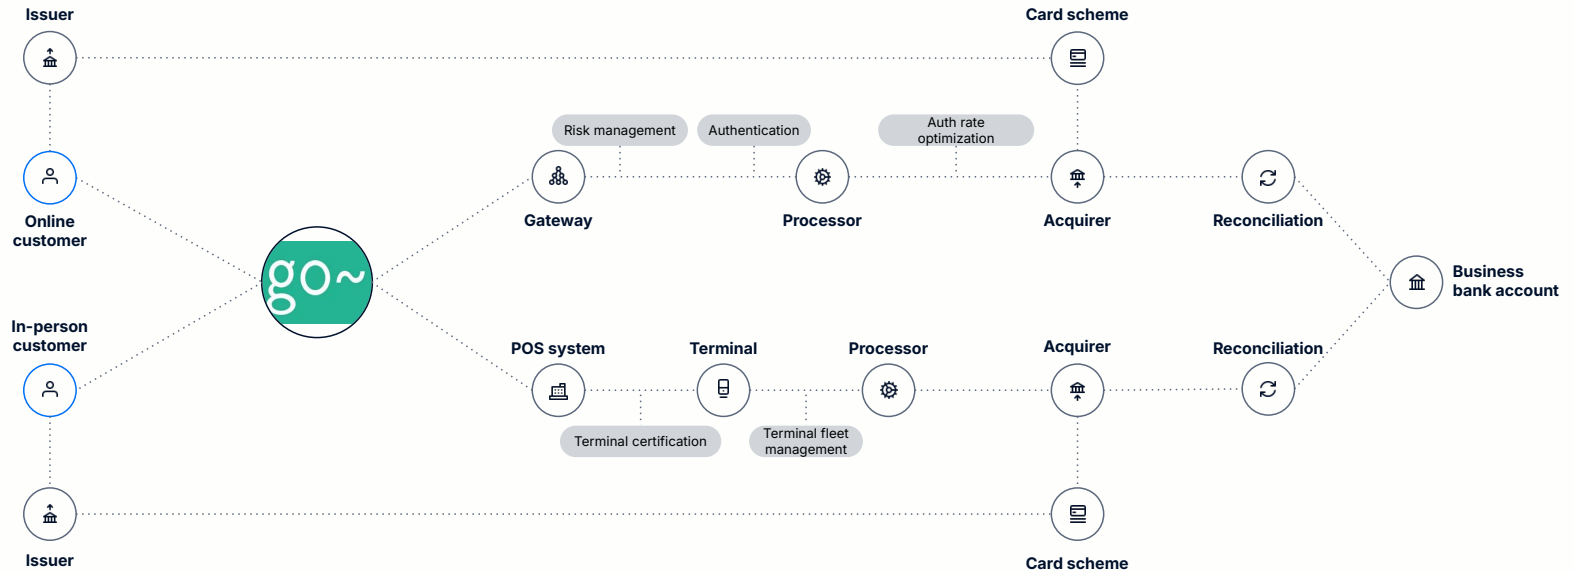 Issuer
Card scheme
Risk management
Authentication
Auth rate
optimization
Online
customer
Gateway
Processor
Acquirer
Reconciliation
go~
Business
bank account
In-person
customer
POS system
Terminal
Processor
Acquirer
Reconciliation
Terminal certification
Terminal fleet
management
Issuer
Card scheme